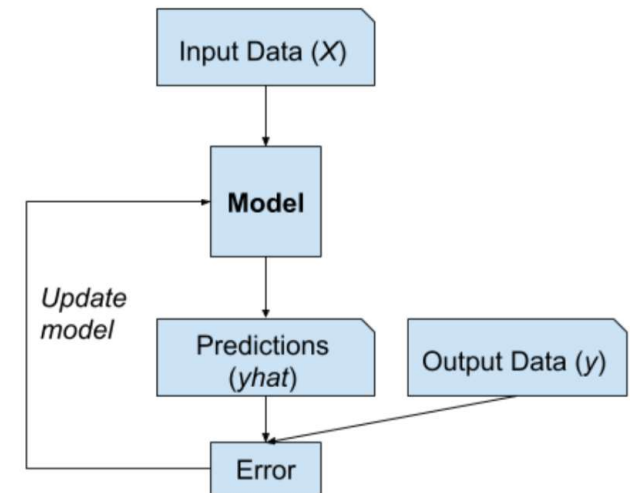 Input Data (X)
Model
Update
model
Predictions
(yhat)
Output Data (y)
Error